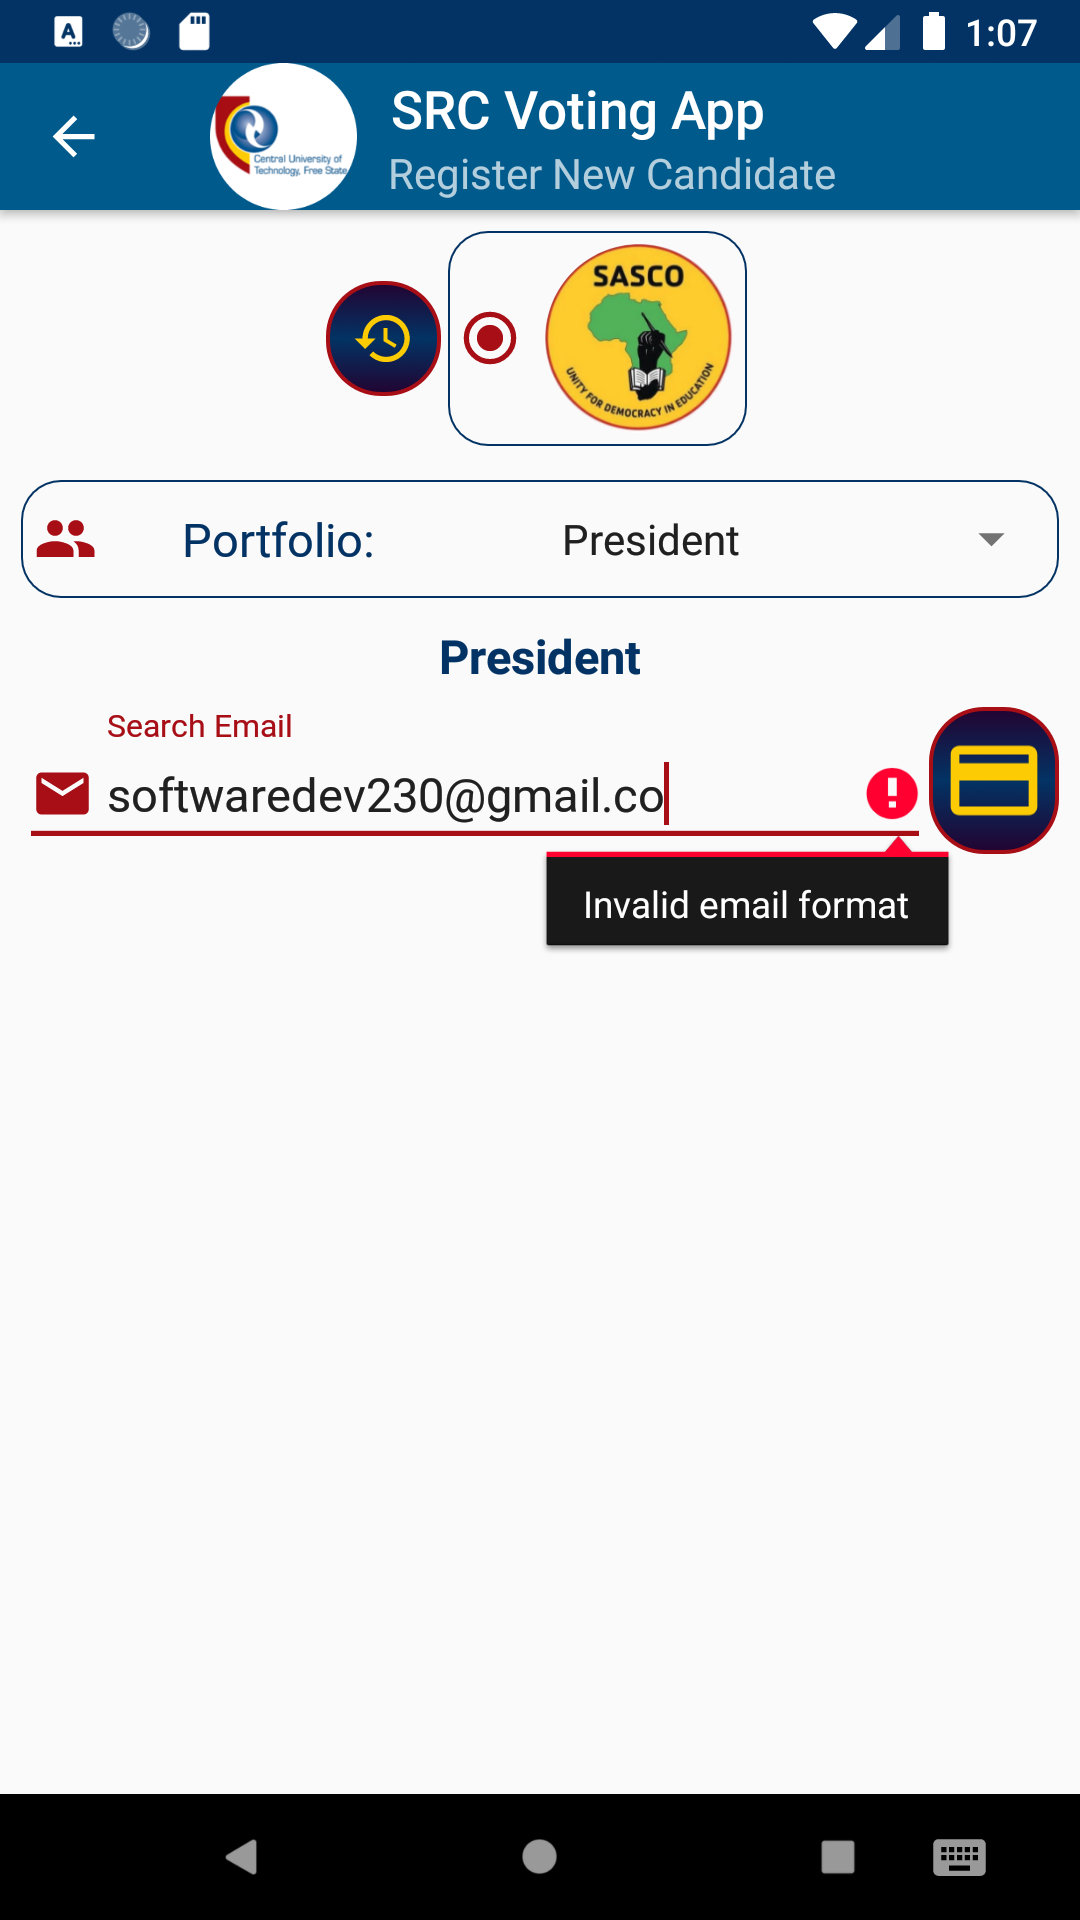 1:07
SRC Voting App
Register New Candidate
Central University of
Technology, Free State
SASCO
UNITY FOR DEMOCRACY IN EDUCATION
Portfolio:
President
President
Search Email
softwaredev230@gmail.co
Invalid email format